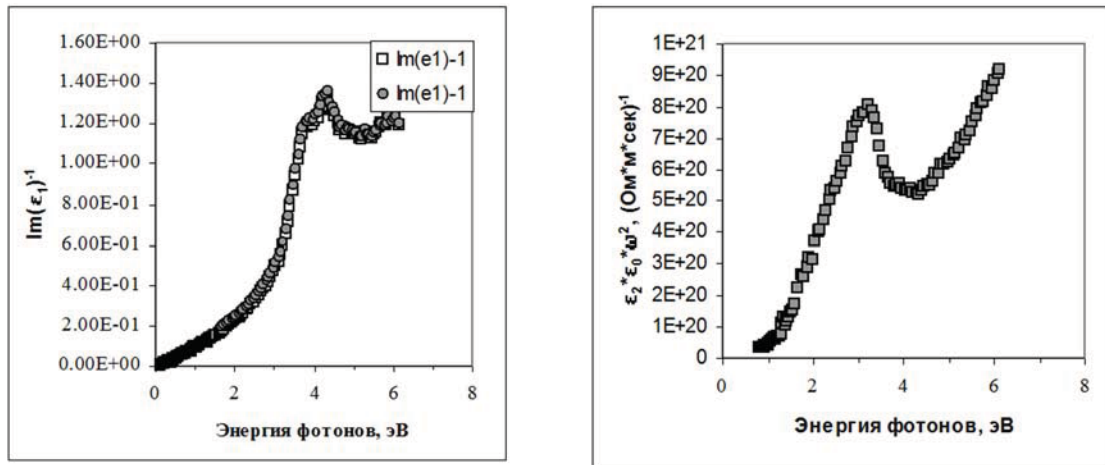 1.60E+00
1.40E+00
1.20E+00
1.00E+00
8.00E-01
6.00E-01
4.00E-01
2.00E-01
0.00E+00
Im(ε₁)⁻¹
Im(e1)-1
Im(e1)-1
0 2 4 6 8
Энергия фотонов, эВ
1E+21
9E+20
8E+20
7E+20
6E+20
5E+20
4E+20
3E+20
2E+20
1E+20
0
ε₂*ε₀*ω², (Ом*м*сек)⁻¹
0 2 4 6 8
Энергия фотонов, эВ